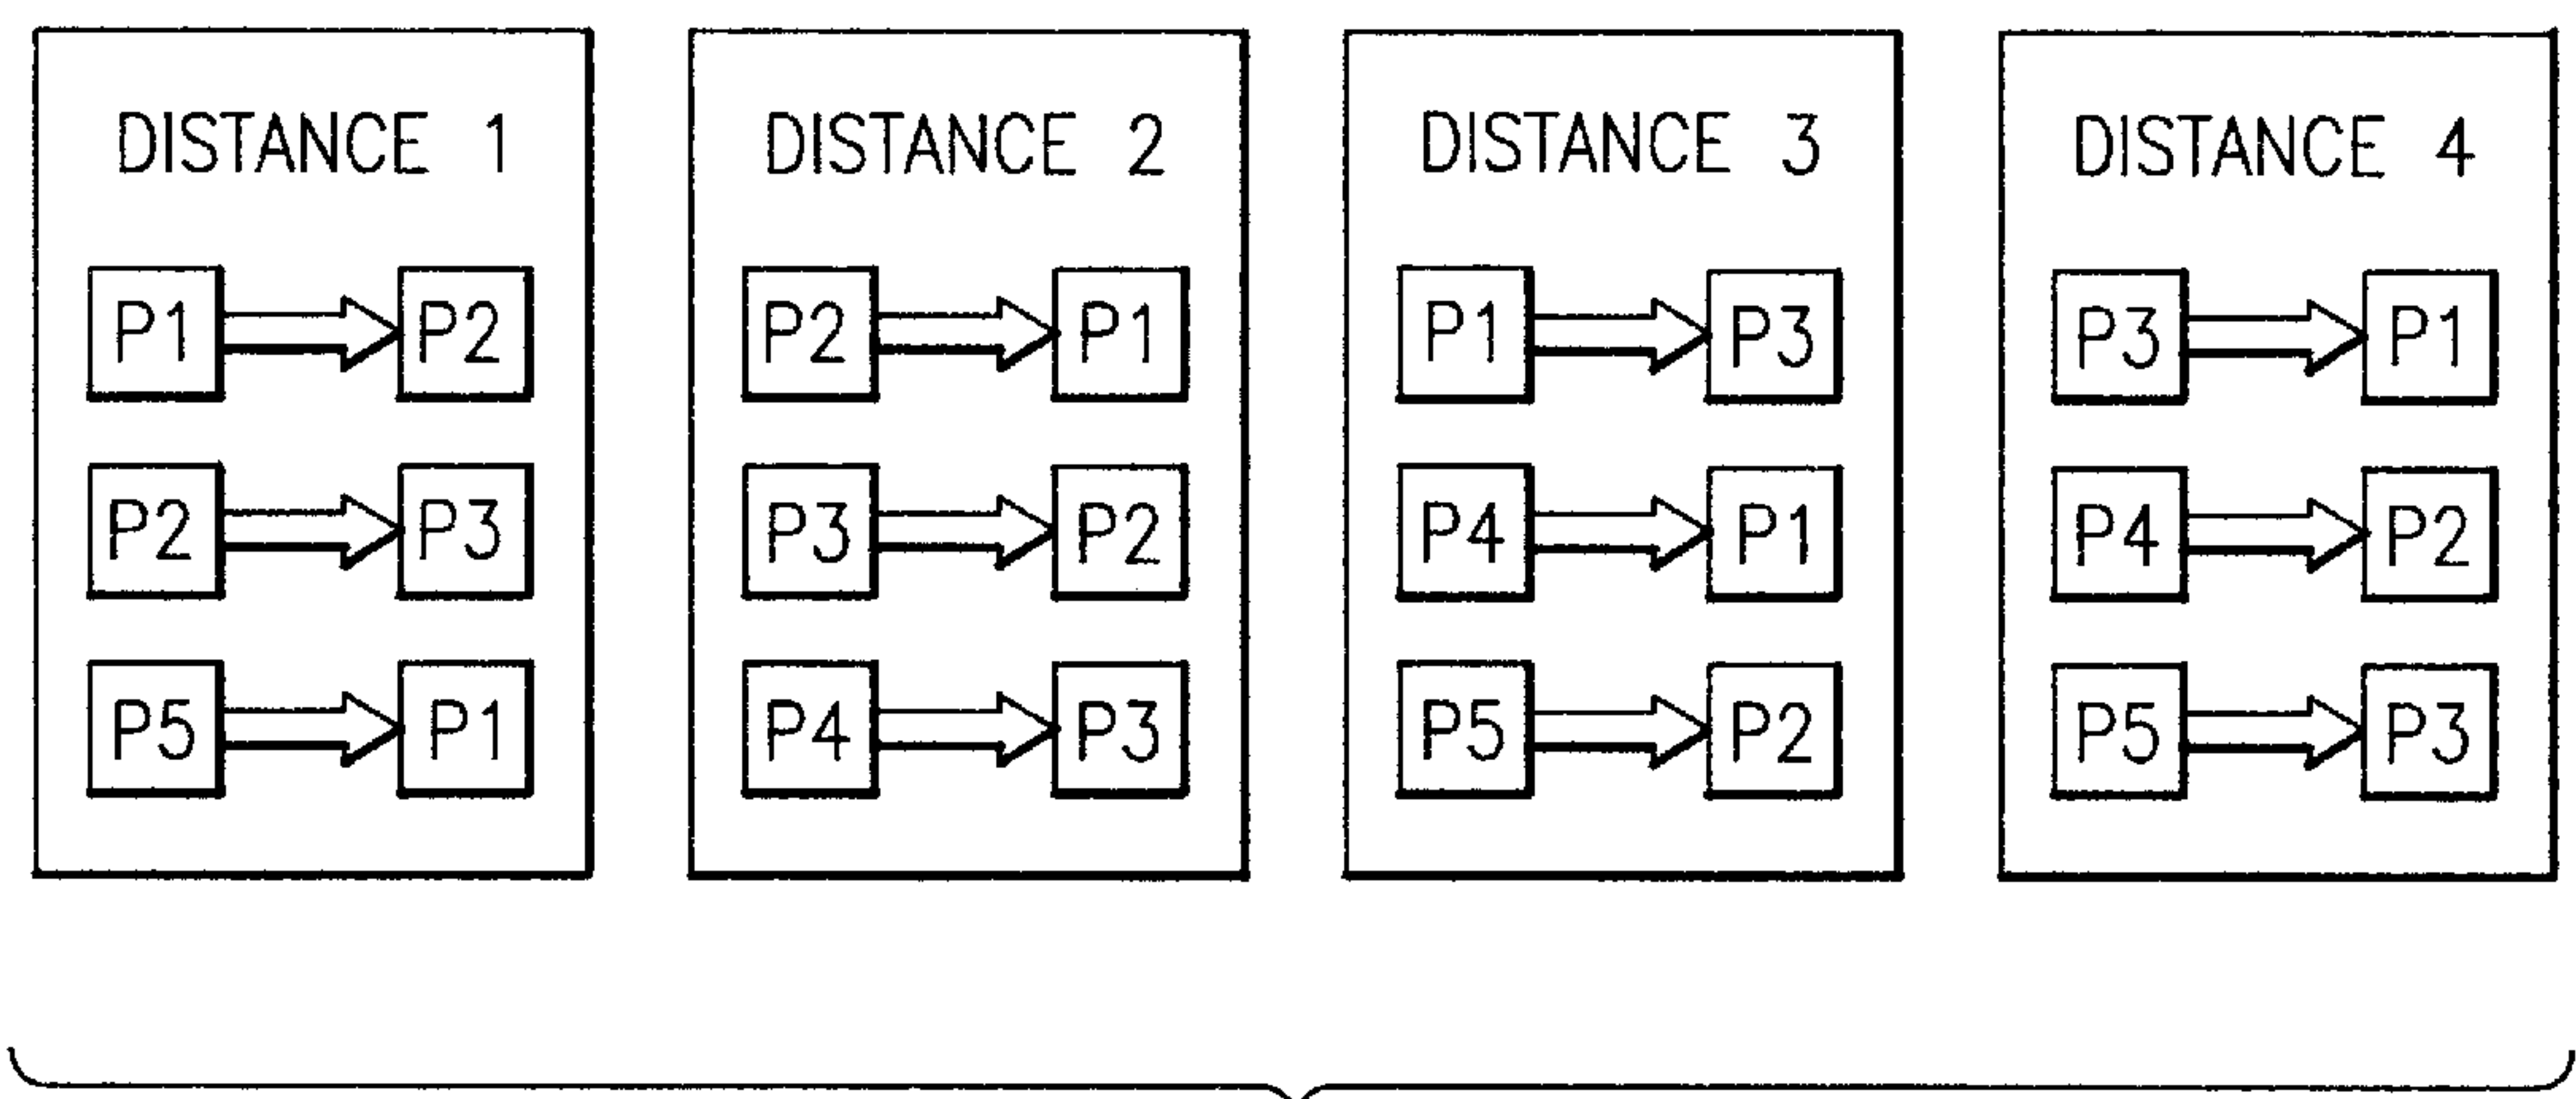 DISTANCE 1
P1 P2
P2 P3
P5 P1
DISTANCE 2
P2 P1
P3 P2
P4 P3
DISTANCE 3
P1 P3
P4 P1
P5 P2
DISTANCE 4
P3 P1
P4 P2
P5 P3